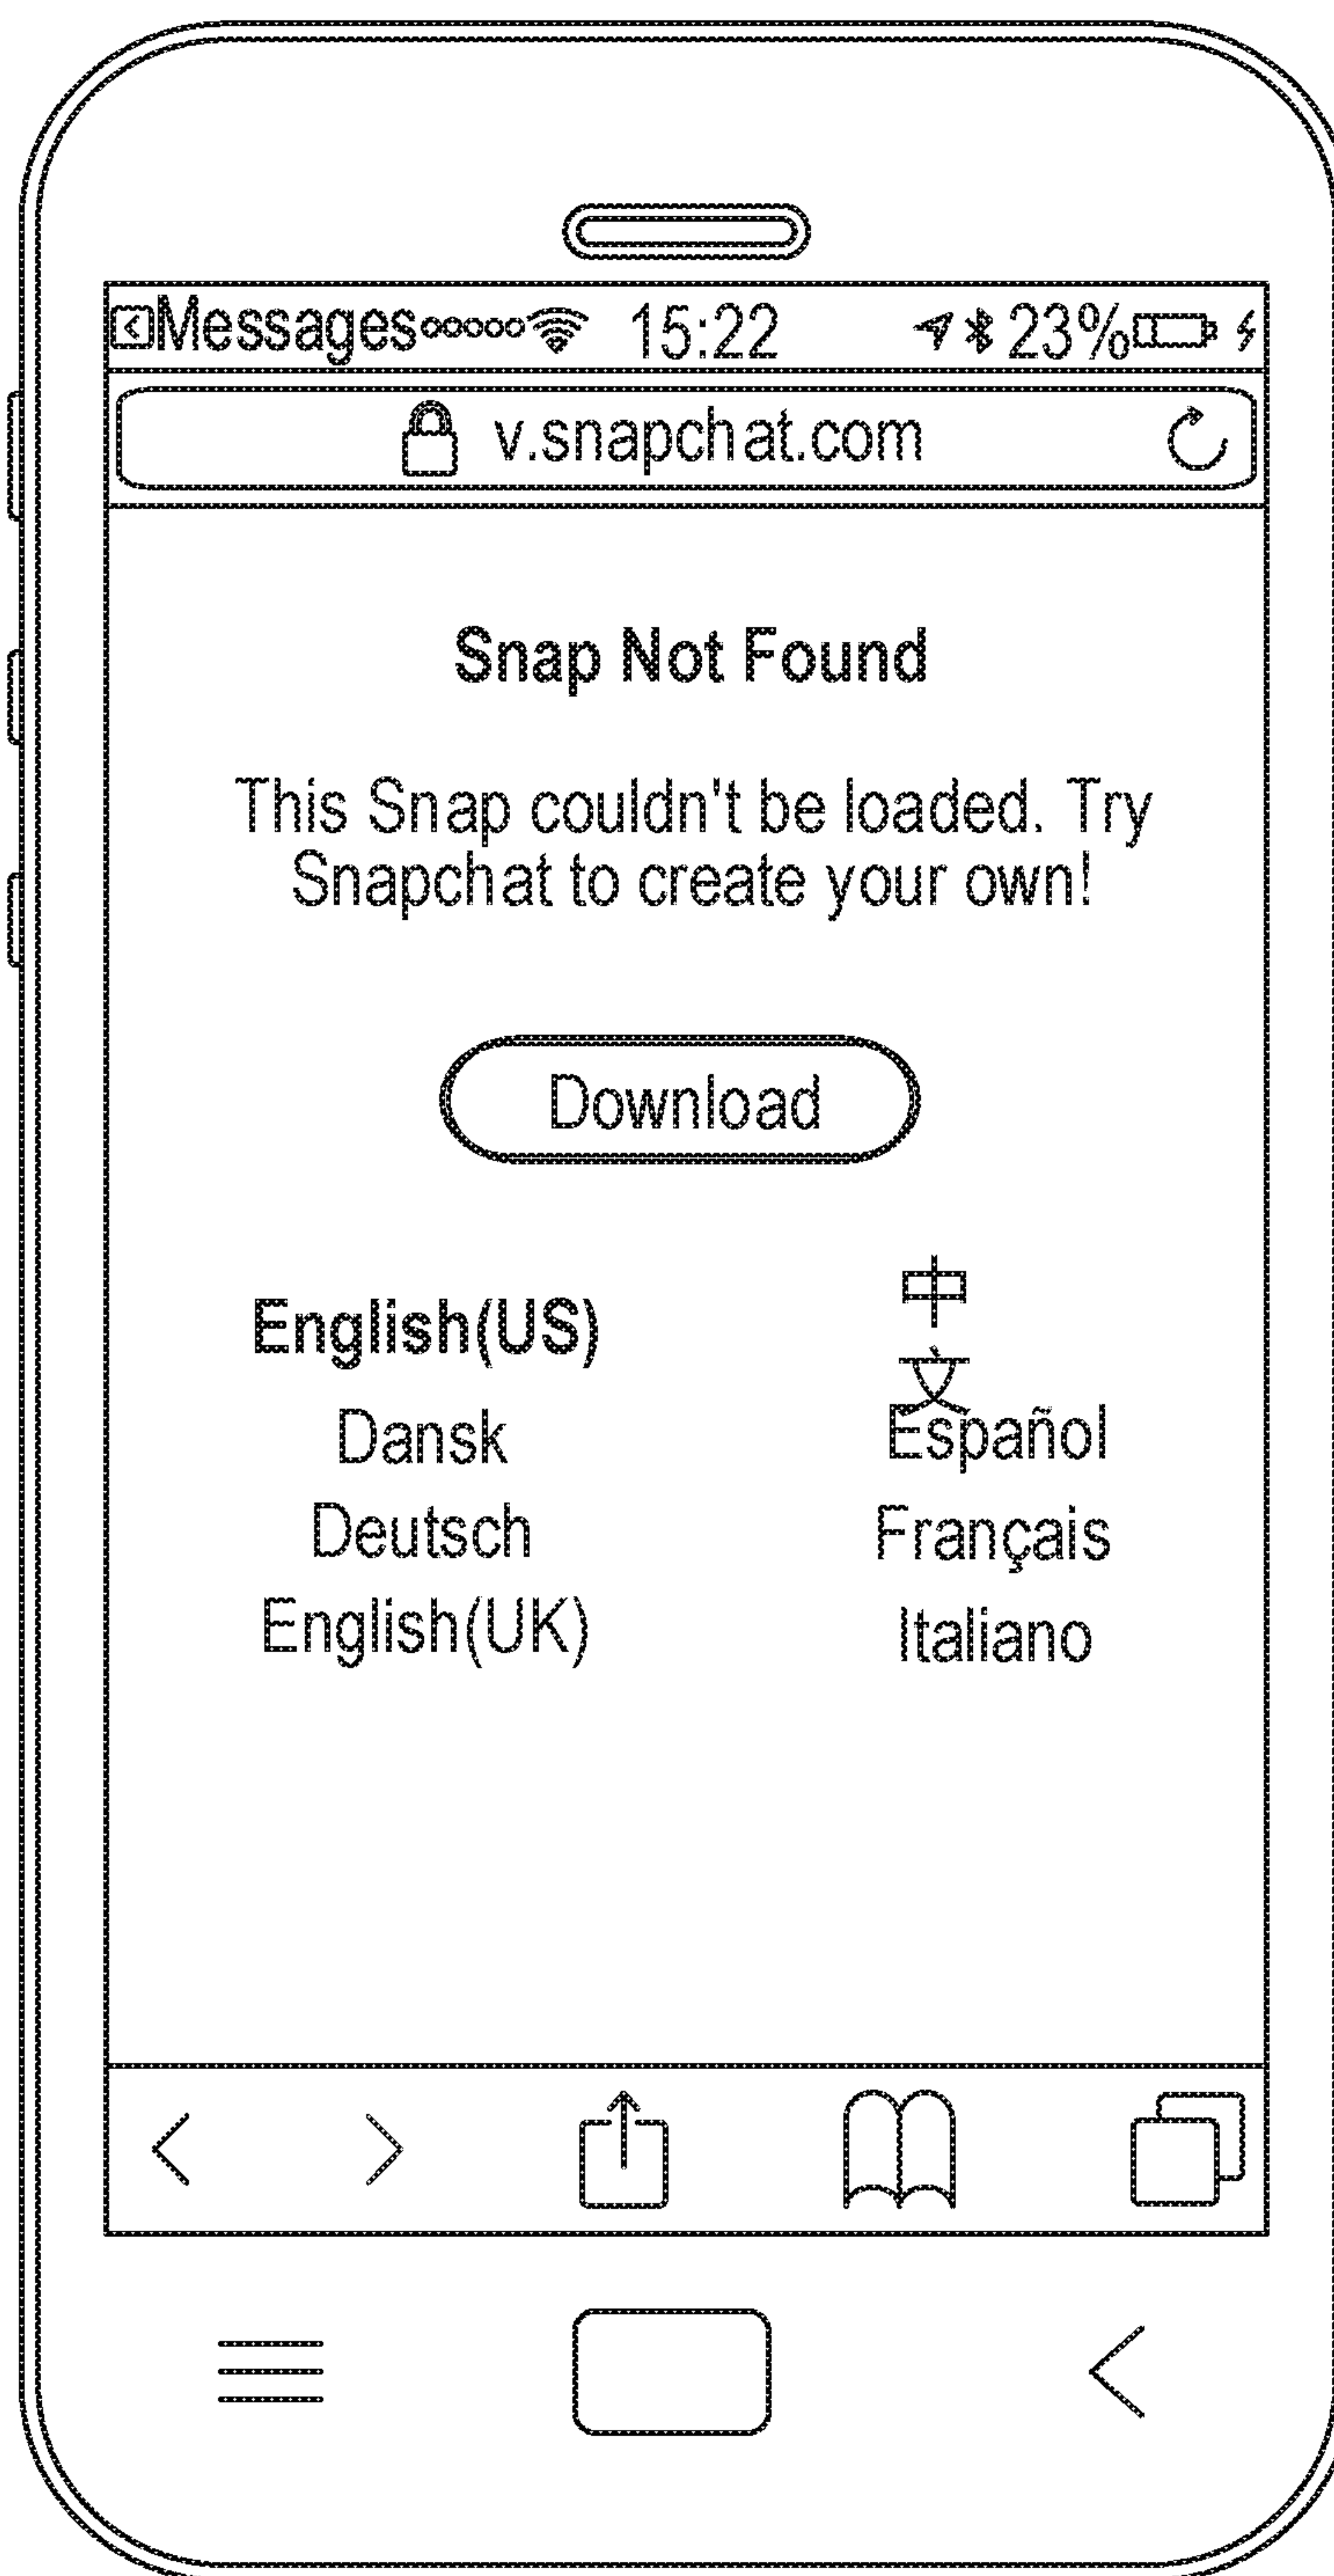 Messages 15:22 23%
v.snapchat.com
Snap Not Found
This Snap couldn't be loaded. Try
Snapchat to create your own!
Download
English(US)
中
文
Dansk
Español
Deutsch
Français
English(UK)
Italiano